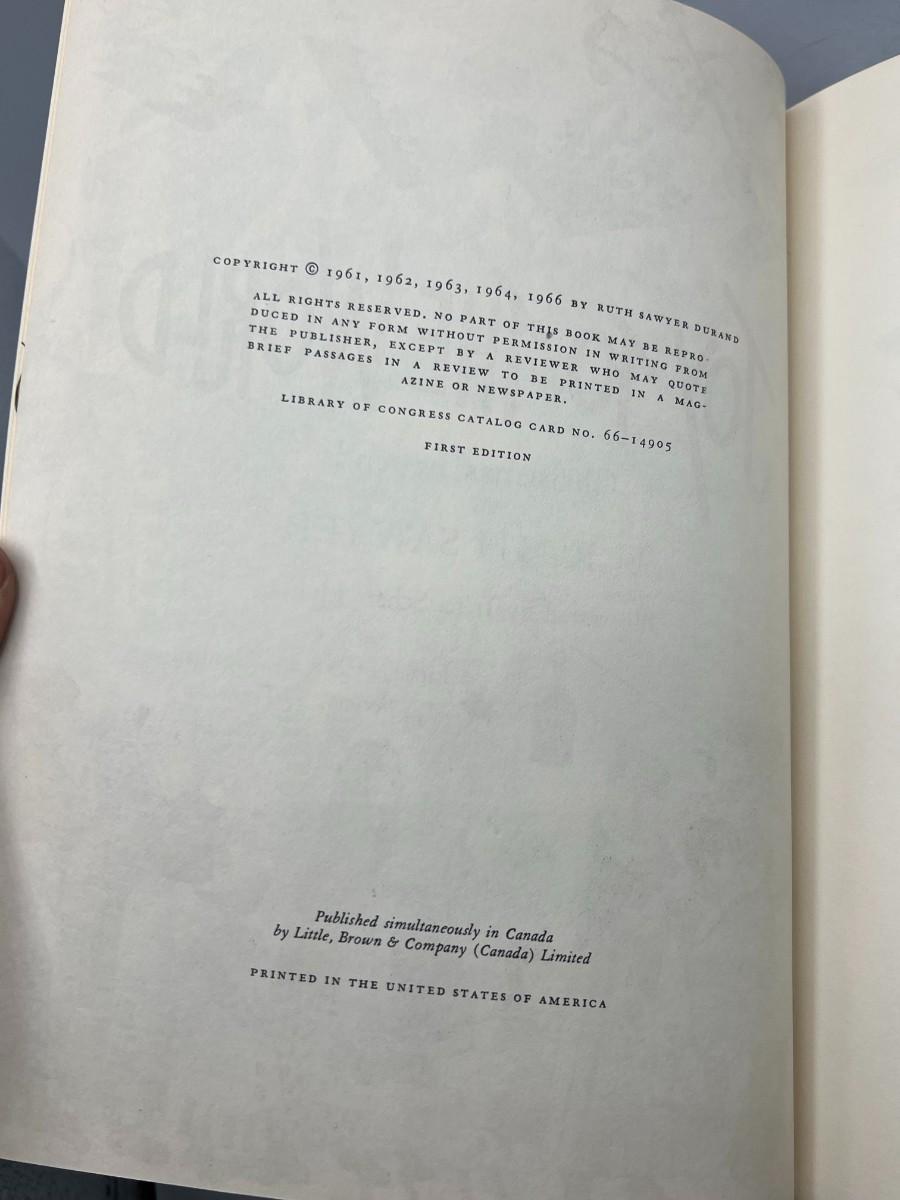 COPYRIGHT © 1961, 1962, 1963, 1964, 1966 BY RUTH SAWYER DURAND
ALL RIGHTS RESERVED. NO PART OF THIS BOOK MAY BE REPRO-
DUCED IN ANY FORM WITHOUT PERMISSION IN WRITING FROM
THE PUBLISHER, EXCEPT BY A REVIEWER WHO MAY QUOTE
BRIEF PASSAGES IN A REVIEW TO BE PRINTED IN A MAG-
AZINE OR NEWSPAPER.
LIBRARY OF CONGRESS CATALOG CARD NO. 66–14905
FIRST EDITION
Published simultaneously in Canada
by Little, Brown & Company (Canada) Limited
PRINTED IN THE UNITED STATES OF AMERICA